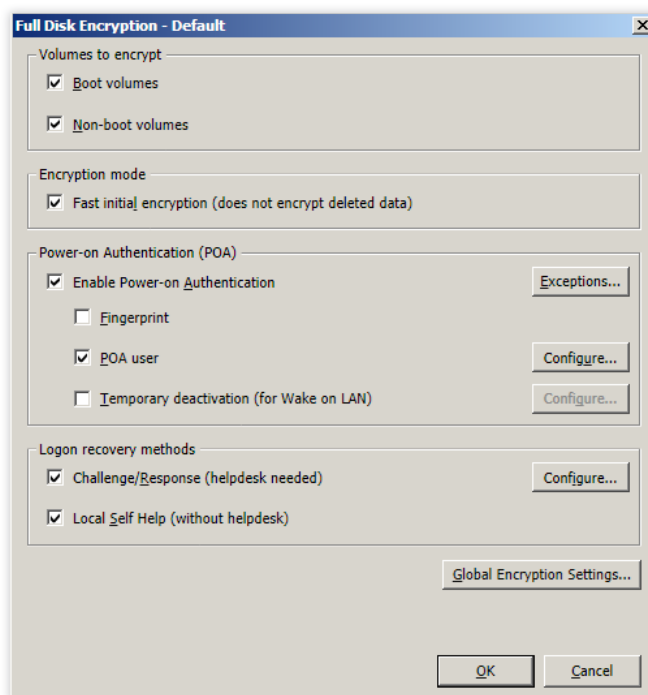 Full Disk Encryption - Default
Volumes to encrypt
Boot volumes
Non-boot volumes
Encryption mode
Fast initial encryption (does not encrypt deleted data)
Power-on Authentication (POA)
Enable Power-on Authentication
Exceptions...
Fingerprint
POA user
Configure...
Temporary deactivation (for Wake on LAN)
Configure...
Logon recovery methods
Challenge/Response (helpdesk needed)
Configure...
Local Self Help (without helpdesk)
Global Encryption Settings...
OK
Cancel